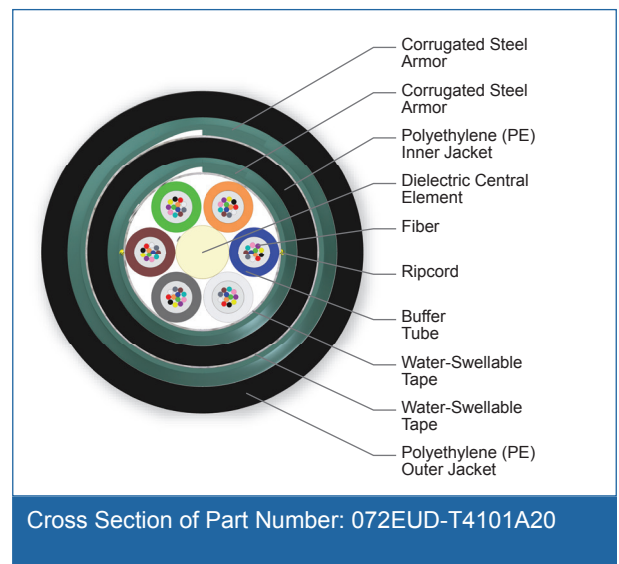 Corrugated Steel
Armor
Corrugated Steel
Armor
Polyethylene (PE)
Inner Jacket
Dielectric Central
Element
Fiber
Ripcord
Buffer
Tube
Water-Swellable
Tape
Water-Swellable
Tape
Polyethylene (PE)
Outer Jacket
Cross Section of Part Number: 072EUD-T4101A20